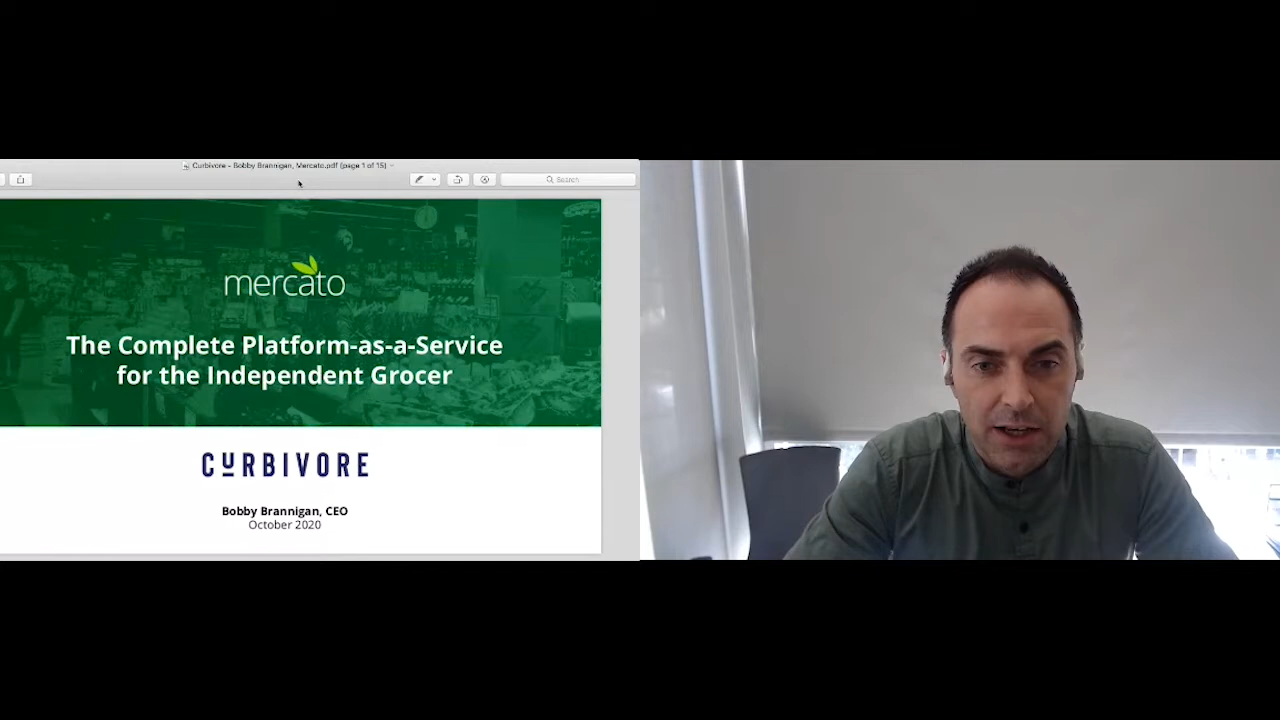 Curbivore - Bobby Brannigan, Mercato.pdf (page 1 of 15)
Search
mercato
The Complete Platform-as-a-Service
for the Independent Grocer
CURBIVORE
Bobby Brannigan, CEO
October 2020